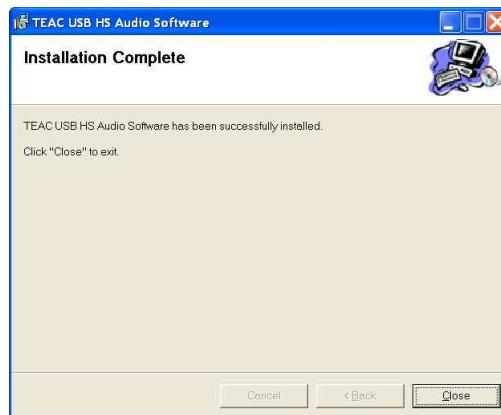 TEAC USB HS Audio Software
Installation Complete
TEAC USB HS Audio Software has been successfully installed.
Click "Close" to exit.
Cancel
< Back
Close